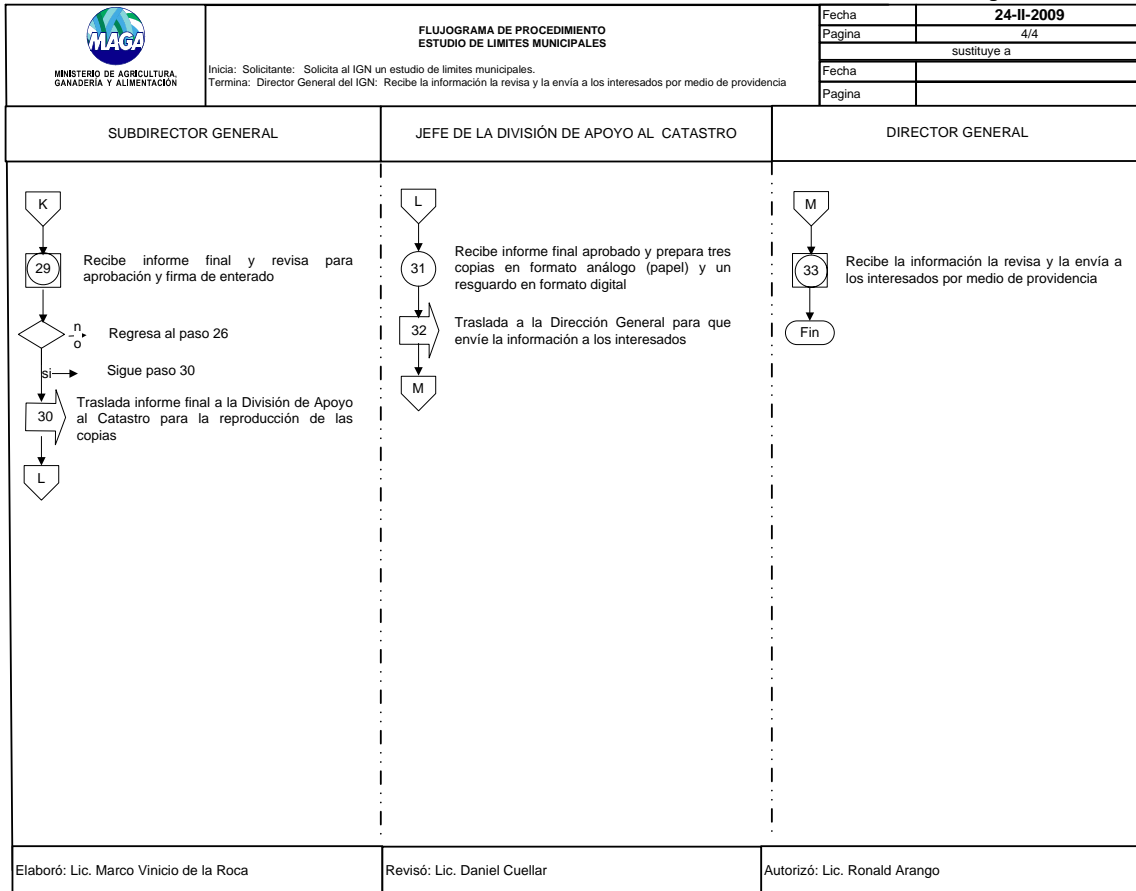 MAGA
MINISTERIO DE AGRICULTURA,
GANADERÍA Y ALIMENTACIÓN
FLUJOGRAMA DE PROCEDIMIENTO
ESTUDIO DE LIMITES MUNICIPALES
Inicia: Solicitante: Solicita al IGN un estudio de limites municipales.
Termina: Director General del IGN: Recibe la información la revisa y la envía a los interesados por medio de providencia
Fecha 24-II-2009
Pagina 4/4
sustituye a
Fecha
Pagina
SUBDIRECTOR GENERAL
K
29
Recibe informe final y revisa para
aprobación y firma de enterado
no
Regresa al paso 26
si
Sigue paso 30
30
Traslada informe final a la División de Apoyo
al Catastro para la reproducción de las
copias
L
JEFE DE LA DIVISIÓN DE APOYO AL CATASTRO
L
31
Recibe informe final aprobado y prepara tres
copias en formato análogo (papel) y un
resguardo en formato digital
32
Traslada a la Dirección General para que
envíe la información a los interesados
M
DIRECTOR GENERAL
M
33
Recibe la información la revisa y la envía a
los interesados por medio de providencia
Fin
Elaboró: Lic. Marco Vinicio de la Roca
Revisó: Lic. Daniel Cuellar
Autorizó: Lic. Ronald Arango